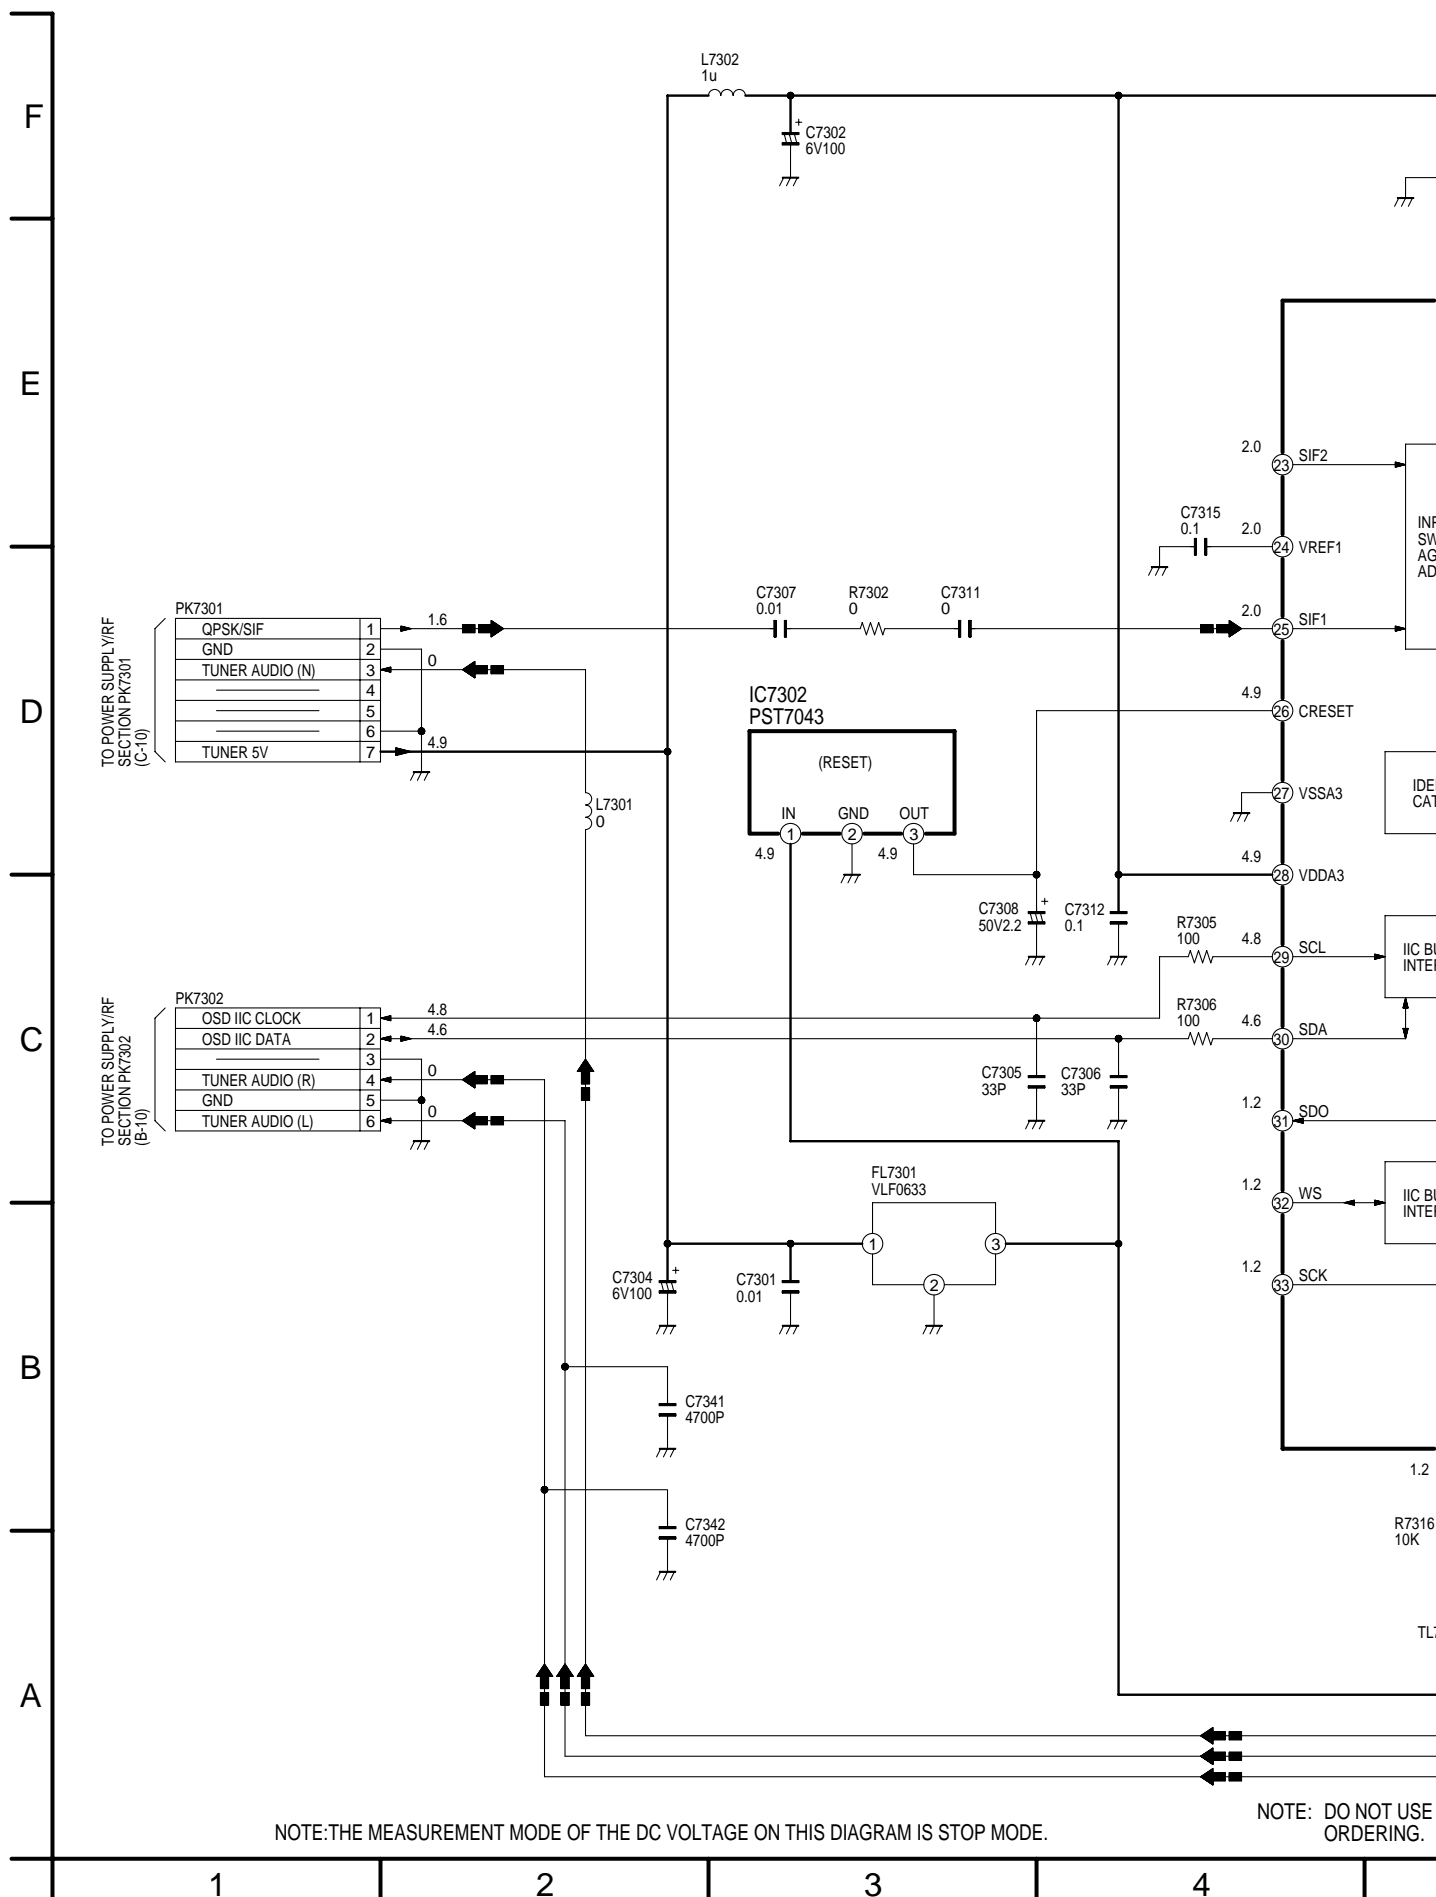 L7302
1u
F
+
C7302
6V100
E
2.0
23 SIF2
C7315
0.1
2.0
24 VREF1
PK7301
TO POWER SUPPLY/RF
SECTION PK7301
(C-10)
QPSK/SIF 1
GND 2
TUNER AUDIO (N) 3
4
5
6
TUNER 5V 7
1.6
0
4.9
C7307
0.01
R7302
0
C7311
0
2.0
25 SIF1
D
IC7302
PST7043
(RESET)
IN GND OUT
1 2 3
4.9
4.9
4.9
26 CRESET
27 VSSA3
L7301
0
4.9
28 VDDA3
C7308
50V2.2
+
C7312
0.1
R7305
100
4.8
29 SCL
C
PK7302
TO POWER SUPPLY/RF
SECTION PK7302
(B-10)
OSD IIC CLOCK 1
OSD IIC DATA 2
3
TUNER AUDIO (R) 4
GND 5
TUNER AUDIO (L) 6
4.8
4.6
0
0
R7306
100
4.6
30 SDA
C7305
33P
C7306
33P
1.2
31 SDO
FL7301
VLF0633
1 3
2
1.2
32 WS
C7304
6V100
+
C7301
0.01
1.2
33 SCK
B
C7341
4700P
1.2
C7342
4700P
R7316
10K
A
NOTE:THE MEASUREMENT MODE OF THE DC VOLTAGE ON THIS DIAGRAM IS STOP MODE.
NOTE: DO NOT USE
ORDERING.
1 2 3 4